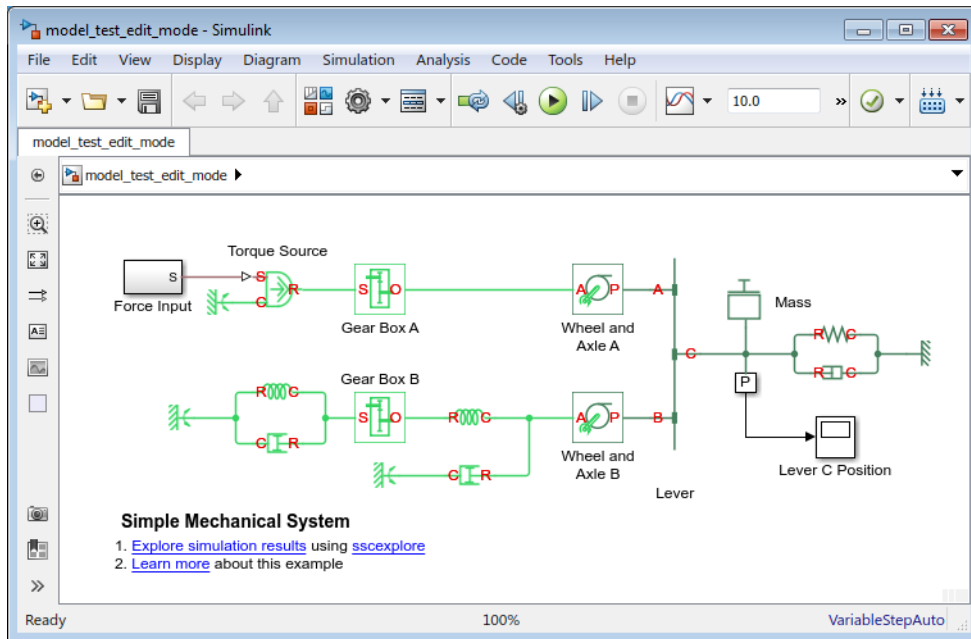 model_test_edit_mode - Simulink
File Edit View Display Diagram Simulation Analysis Code Tools Help
10.0 »
model_test_edit_mode
model_test_edit_mode
Torque Source
S S R C
Force Input
S O
Gear Box A
A P
Wheel and
Axle A
A
C
B
Mass
R C
R C
P
Lever C Position
Gear Box B
R C
C R
S O
R C
C R
A P
Wheel and
Axle B
Lever
Simple Mechanical System
1. Explore simulation results using sscexplore
2. Learn more about this example
Ready 100% VariableStepAuto